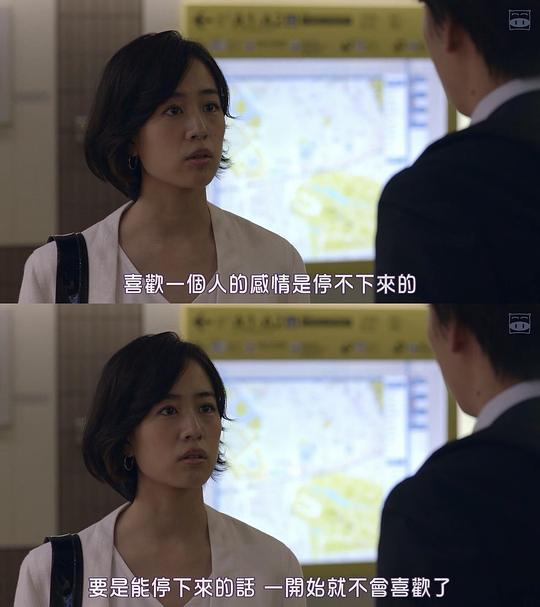 喜歡一個人的感情是停不下來的
要是能停下來的話 一開始就不會喜歡了